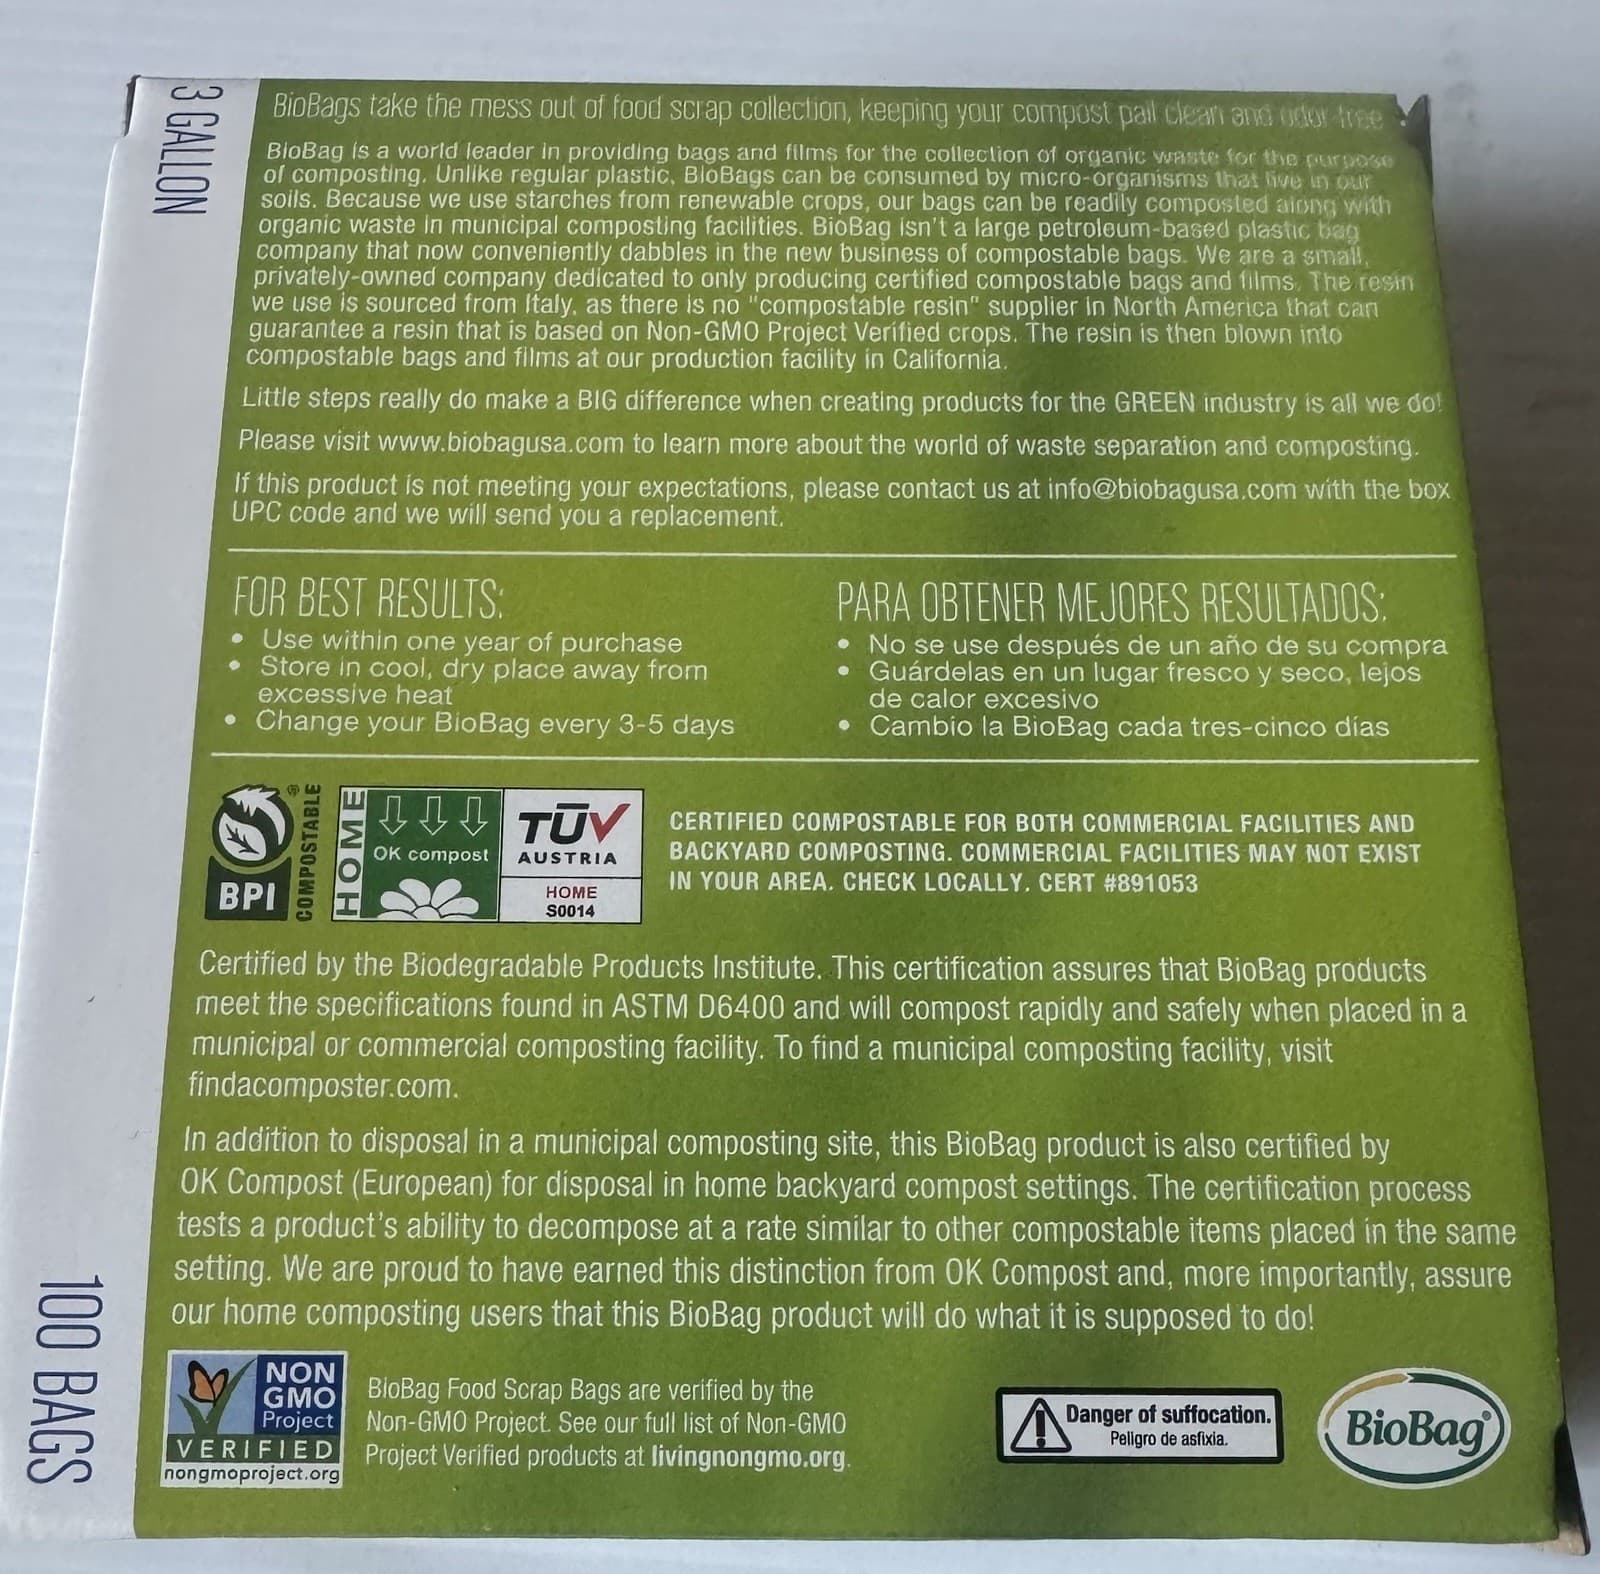 3 GALLON
BioBags take the mess out of food scrap collection, keeping your compost pail clean and odor-free.
BioBag is a world leader in providing bags and films for the collection of organic waste for the purpose
of composting. Unlike regular plastic, BioBags can be consumed by micro-organisms that live in our
soils. Because we use starches from renewable crops, our bags can be readily composted along with
organic waste in municipal composting facilities. BioBag isn't a large petroleum-based plastic bag
company that now conveniently dabbles in the new business of compostable bags. We are a small,
privately-owned company dedicated to only producing certified compostable bags and films. The resin
we use is sourced from Italy, as there is no "compostable resin" supplier in North America that can
guarantee a resin that is based on Non-GMO Project Verified crops. The resin is then blown into
compostable bags and films at our production facility in California.
Little steps really do make a BIG difference when creating products for the GREEN industry is all we do!
Please visit www.biobagusa.com to learn more about the world of waste separation and composting.
If this product is not meeting your expectations, please contact us at info@biobagusa.com with the box
UPC code and we will send you a replacement.
FOR BEST RESULTS:
• Use within one year of purchase
• Store in cool, dry place away from
excessive heat
• Change your BioBag every 3-5 days
PARA OBTENER MEJORES RESULTADOS:
• No se use después de un año de su compra
• Guárdelas en un lugar fresco y seco, lejos
de calor excesivo
• Cambio la BioBag cada tres-cinco días
BPI
COMPOSTABLE®
HOME
OK compost
TÜV
AUSTRIA
HOME
S0014
CERTIFIED COMPOSTABLE FOR BOTH COMMERCIAL FACILITIES AND
BACKYARD COMPOSTING. COMMERCIAL FACILITIES MAY NOT EXIST
IN YOUR AREA. CHECK LOCALLY. CERT #891053
Certified by the Biodegradable Products Institute. This certification assures that BioBag products
meet the specifications found in ASTM D6400 and will compost rapidly and safely when placed in a
municipal or commercial composting facility. To find a municipal composting facility, visit
findacomposter.com.
In addition to disposal in a municipal composting site, this BioBag product is also certified by
OK Compost (European) for disposal in home backyard compost settings. The certification process
tests a product's ability to decompose at a rate similar to other compostable items placed in the same
setting. We are proud to have earned this distinction from OK Compost and, more importantly, assure
our home composting users that this BioBag product will do what it is supposed to do!
100 BAGS
NON
GMO
Project
VERIFIED
nongmoproject.org
BioBag Food Scrap Bags are verified by the
Non-GMO Project. See our full list of Non-GMO
Project Verified products at livingnongmo.org.
Danger of suffocation.
Peligro de asfixia.
BioBag®